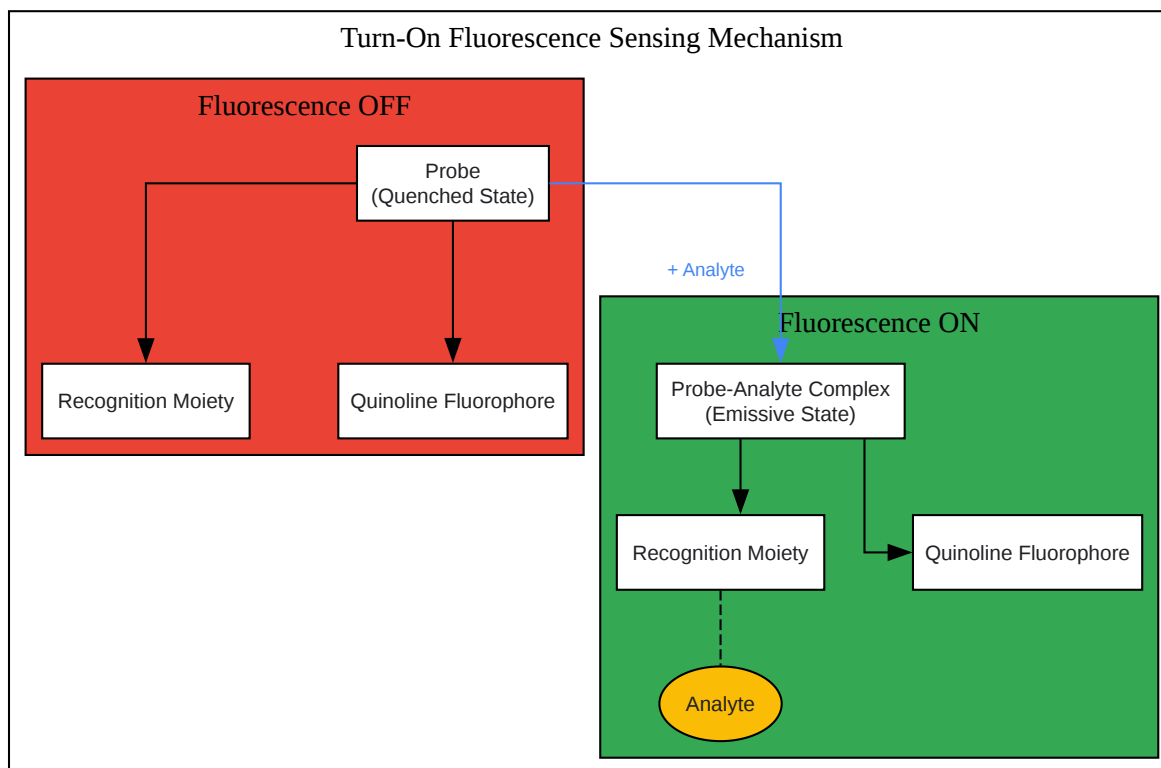 Turn-On Fluorescence Sensing Mechanism
Fluorescence OFF
Probe
(Quenched State)
Recognition Moiety
Quinoline Fluorophore
+ Analyte
Fluorescence ON
Probe-Analyte Complex
(Emissive State)
Recognition Moiety
Quinoline Fluorophore
Analyte